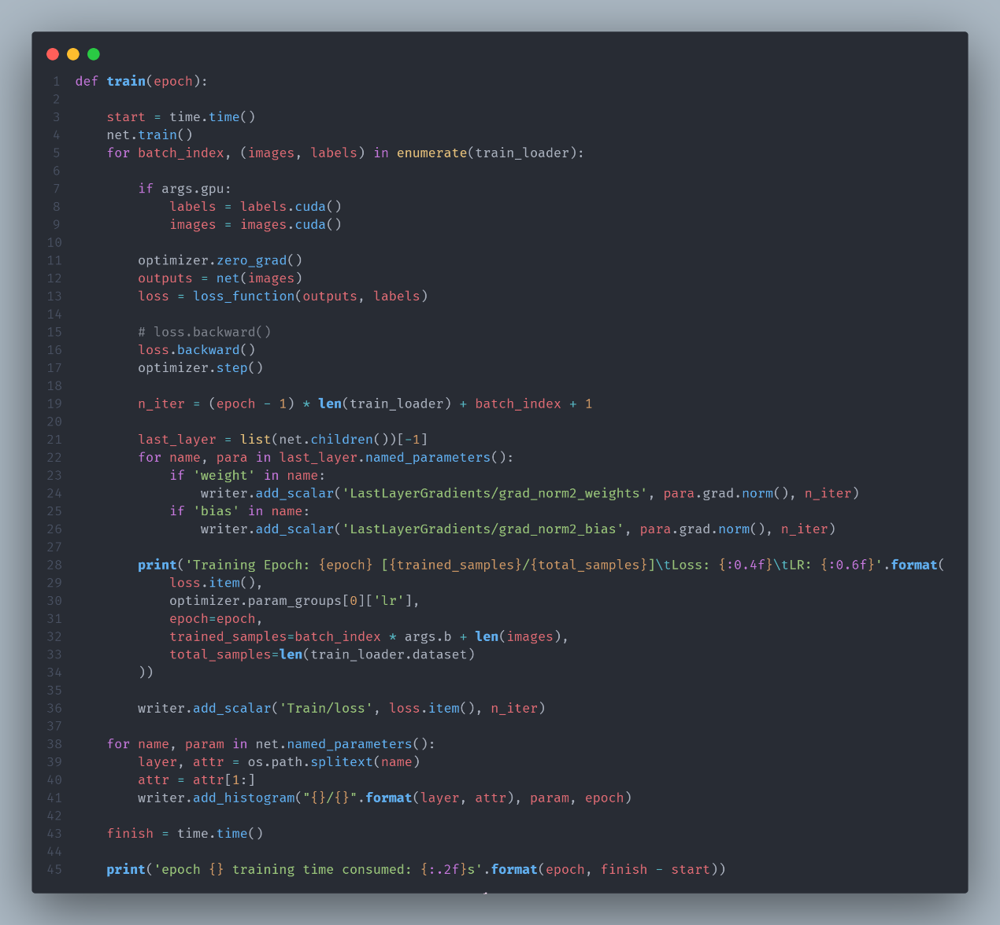 1 def train(epoch):
2
3     start = time.time()
4     net.train()
5     for batch_index, (images, labels) in enumerate(train_loader):
6
7         if args.gpu:
8             labels = labels.cuda()
9             images = images.cuda()
10
11         optimizer.zero_grad()
12         outputs = net(images)
13         loss = loss_function(outputs, labels)
14
15         # loss.backward()
16         loss.backward()
17         optimizer.step()
18
19         n_iter = (epoch - 1) * len(train_loader) + batch_index + 1
20
21         last_layer = list(net.children())[-1]
22         for name, para in last_layer.named_parameters():
23             if 'weight' in name:
24                 writer.add_scalar('LastLayerGradients/grad_norm2_weights', para.grad.norm(), n_iter)
25             if 'bias' in name:
26                 writer.add_scalar('LastLayerGradients/grad_norm2_bias', para.grad.norm(), n_iter)
27
28         print('Training Epoch: {epoch} [{trained_samples}/{total_samples}]\tLoss: {:0.4f}\tLR: {:0.6f}'.format(
29             loss.item(),
30             optimizer.param_groups[0]['lr'],
31             epoch=epoch,
32             trained_samples=batch_index * args.b + len(images),
33             total_samples=len(train_loader.dataset)
34         ))
35
36         writer.add_scalar('Train/loss', loss.item(), n_iter)
37
38     for name, param in net.named_parameters():
39         layer, attr = os.path.splitext(name)
40         attr = attr[1:]
41         writer.add_histogram("{}/{}".format(layer, attr), param, epoch)
42
43     finish = time.time()
44
45     print('epoch {} training time consumed: {:.2f}s'.format(epoch, finish - start))